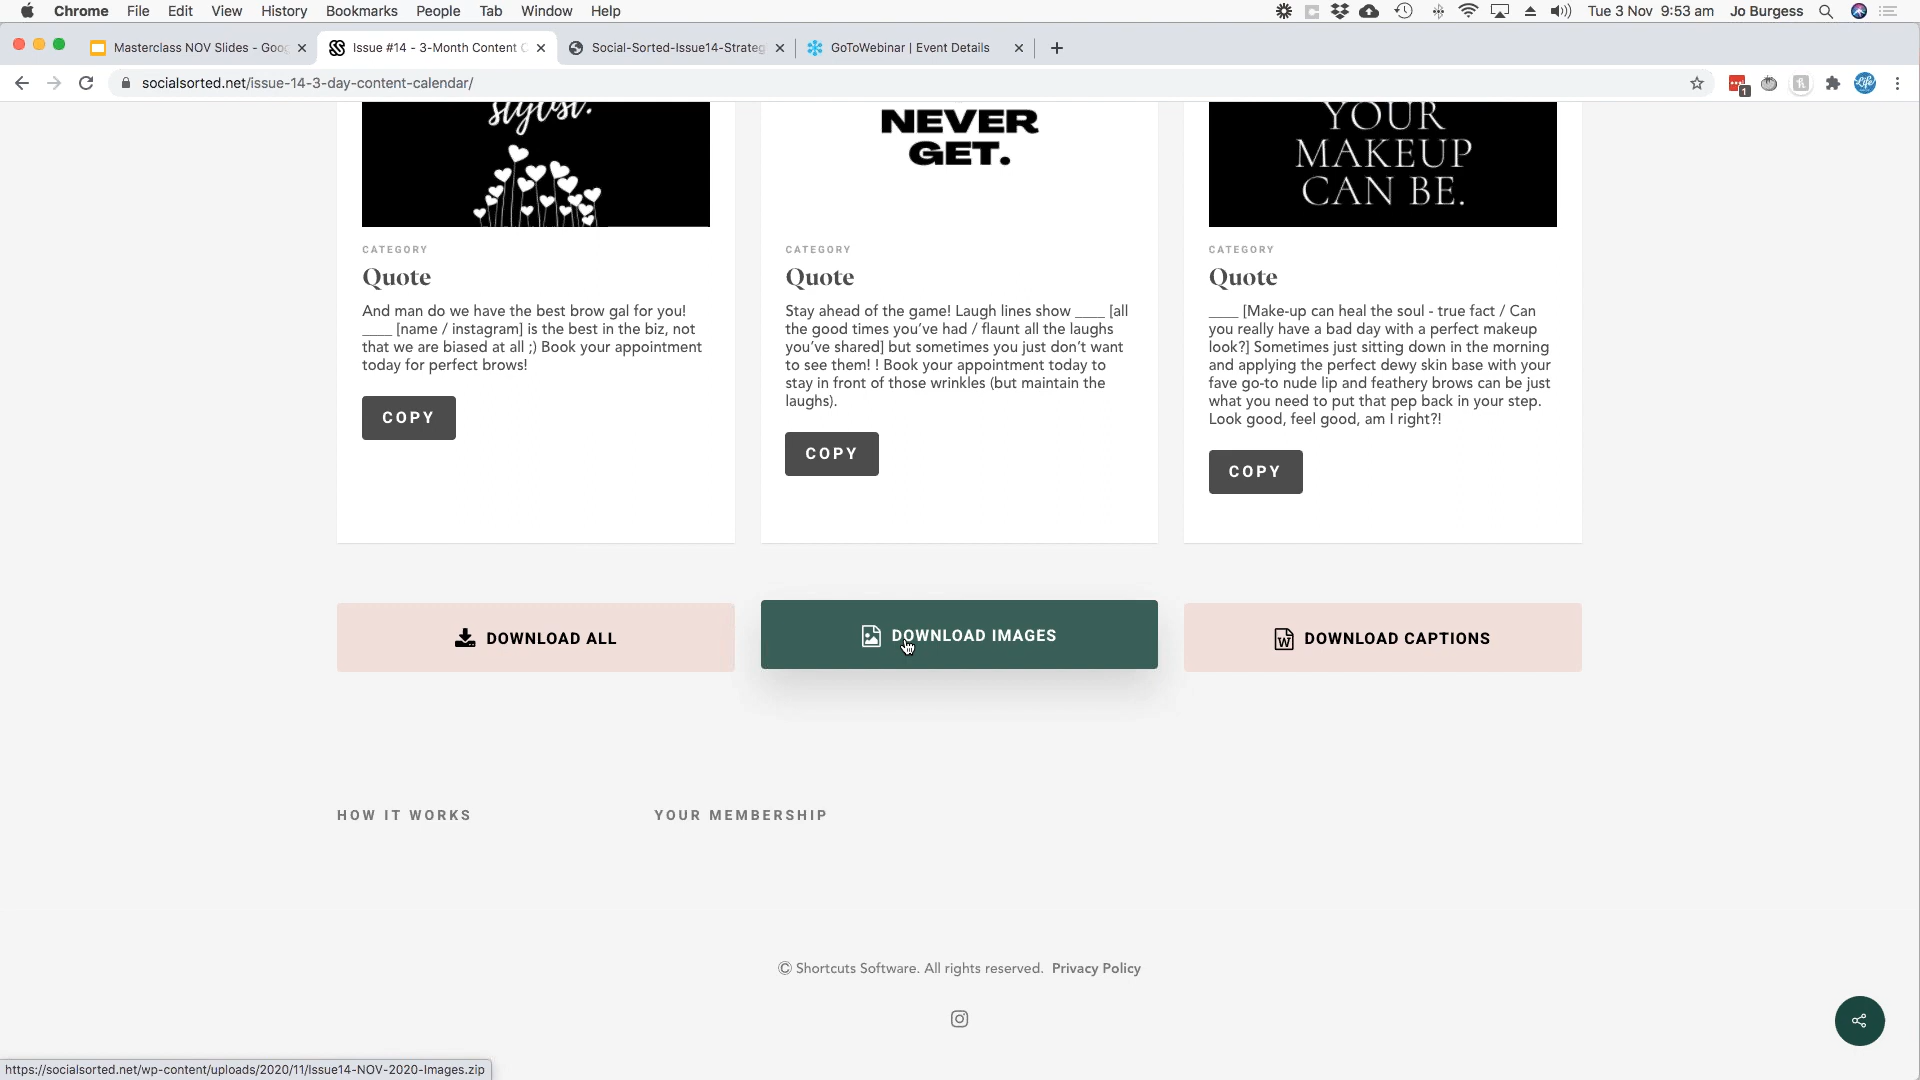 Chrome File Edit View History Bookmarks People Tab Window Help
Tue 3 Nov 9:53 am Jo Burgess
Masterclass NOV Slides - Goo
Issue #14 - 3-Month Content C
Social-Sorted-Issue14-Strateg
GoToWebinar | Event Details
socialsorted.net/issue-14-3-day-content-calendar/
1
Life
stylist.
NEVER
GET.
YOUR
MAKEUP
CAN BE.
CATEGORY
Quote
And man do we have the best brow gal for you!
____ [name / instagram] is the best in the biz, not
that we are biased at all ;) Book your appointment
today for perfect brows!
COPY
CATEGORY
Quote
Stay ahead of the game! Laugh lines show ____ [all
the good times you've had / flaunt all the laughs
you've shared] but sometimes you just don't want
to see them! ! Book your appointment today to
stay in front of those wrinkles (but maintain the
laughs).
COPY
CATEGORY
Quote
____ [Make-up can heal the soul - true fact / Can
you really have a bad day with a perfect makeup
look?] Sometimes just sitting down in the morning
and applying the perfect dewy skin base with your
fave go-to nude lip and feathery brows can be just
what you need to put that pep back in your step.
Look good, feel good, am I right?!
COPY
DOWNLOAD ALL
DOWNLOAD IMAGES
DOWNLOAD CAPTIONS
HOW IT WORKS
YOUR MEMBERSHIP
© Shortcuts Software. All rights reserved. Privacy Policy
https://socialsorted.net/wp-content/uploads/2020/11/Issue14-NOV-2020-Images.zip